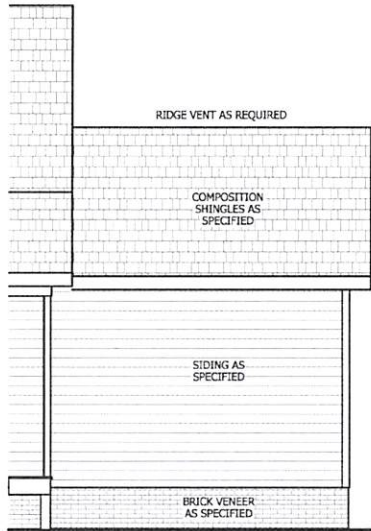 RIDGE VENT AS REQUIRED
COMPOSITION
SHINGLES AS
SPECIFIED
SIDING AS
SPECIFIED
BRICK VENEER
AS SPECIFIED